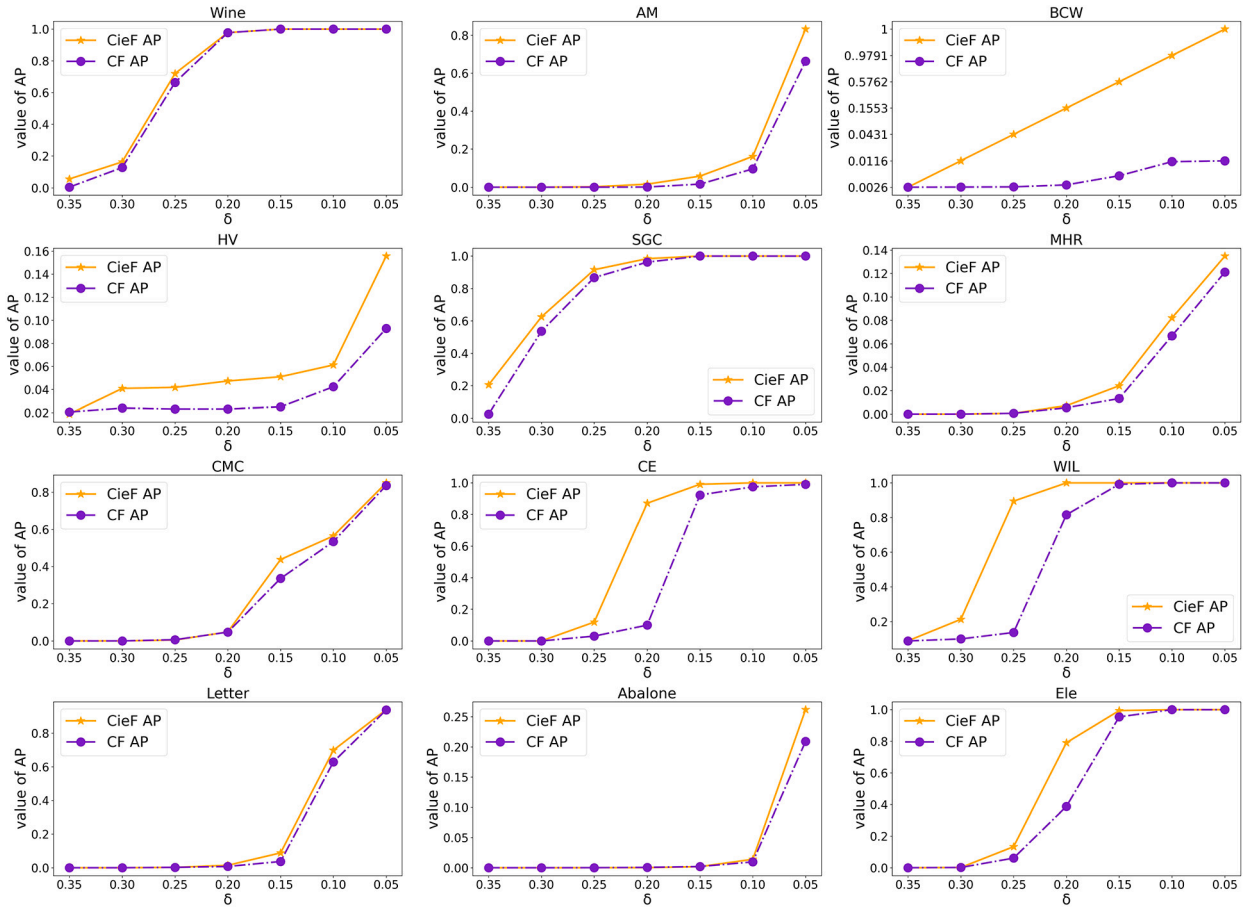 Wine
value of AP
1.0
0.8
0.6
0.4
0.2
0.0
CieF AP
CF AP
0.35 0.30 0.25 0.20 0.15 0.10 0.05
δ
AM
value of AP
0.8
0.6
0.4
0.2
0.0
CieF AP
CF AP
0.35 0.30 0.25 0.20 0.15 0.10 0.05
δ
BCW
value of AP
1
0.9791
0.5762
0.1553
0.0431
0.0116
0.0026
CieF AP
CF AP
0.35 0.30 0.25 0.20 0.15 0.10 0.05
δ
HV
value of AP
0.16
0.14
0.12
0.10
0.08
0.06
0.04
0.02
CieF AP
CF AP
0.35 0.30 0.25 0.20 0.15 0.10 0.05
δ
SGC
value of AP
1.0
0.8
0.6
0.4
0.2
0.0
CieF AP
CF AP
0.35 0.30 0.25 0.20 0.15 0.10 0.05
δ
MHR
value of AP
0.14
0.12
0.10
0.08
0.06
0.04
0.02
0.00
CieF AP
CF AP
0.35 0.30 0.25 0.20 0.15 0.10 0.05
δ
CMC
value of AP
0.8
0.6
0.4
0.2
0.0
CieF AP
CF AP
0.35 0.30 0.25 0.20 0.15 0.10 0.05
δ
CE
value of AP
1.0
0.8
0.6
0.4
0.2
0.0
CieF AP
CF AP
0.35 0.30 0.25 0.20 0.15 0.10 0.05
δ
WIL
value of AP
1.0
0.8
0.6
0.4
0.2
CieF AP
CF AP
0.35 0.30 0.25 0.20 0.15 0.10 0.05
δ
Letter
value of AP
0.8
0.6
0.4
0.2
0.0
CieF AP
CF AP
0.35 0.30 0.25 0.20 0.15 0.10 0.05
δ
Abalone
value of AP
0.25
0.20
0.15
0.10
0.05
0.00
CieF AP
CF AP
0.35 0.30 0.25 0.20 0.15 0.10 0.05
δ
Ele
value of AP
1.0
0.8
0.6
0.4
0.2
0.0
CieF AP
CF AP
0.35 0.30 0.25 0.20 0.15 0.10 0.05
δ